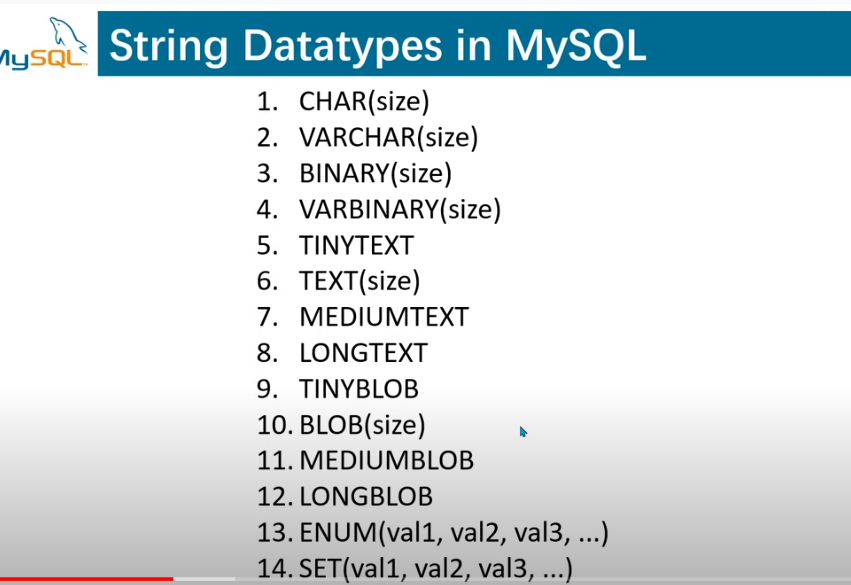 MySQL
String Datatypes in MySQL
1. CHAR(size)
2. VARCHAR(size)
3. BINARY(size)
4. VARBINARY(size)
5. TINYTEXT
6. TEXT(size)
7. MEDIUMTEXT
8. LONGTEXT
9. TINYBLOB
10. BLOB(size)
11. MEDIUMBLOB
12. LONGBLOB
13. ENUM(val1, val2, val3, ...)
14. SET(val1, val2, val3, ...)